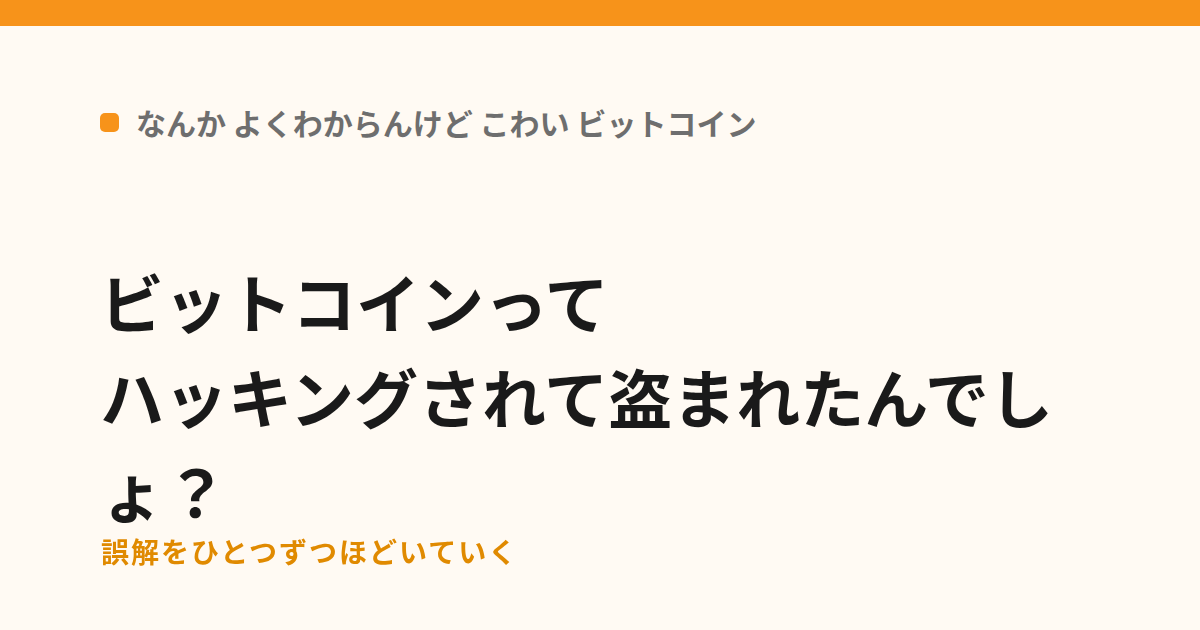 なんか よくわからんけど こわい ビットコイン
ビットコインって
ハッキングされて盗まれたんでし
ょ？
誤解をひとつずつほどいていく